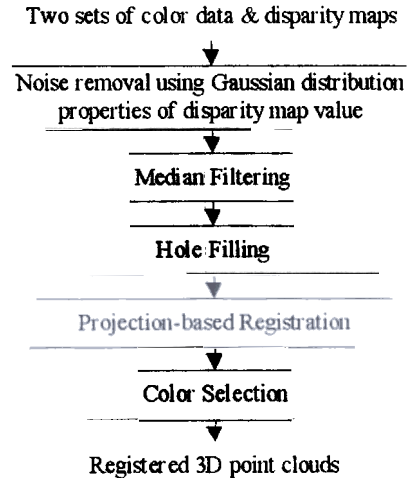 Two sets of color data & disparity maps
Noise removal using Gaussian distribution
properties of disparity map value
Median Filtering
Hole Filling
Projection-based Registration
Color Selection
Registered 3D point clouds